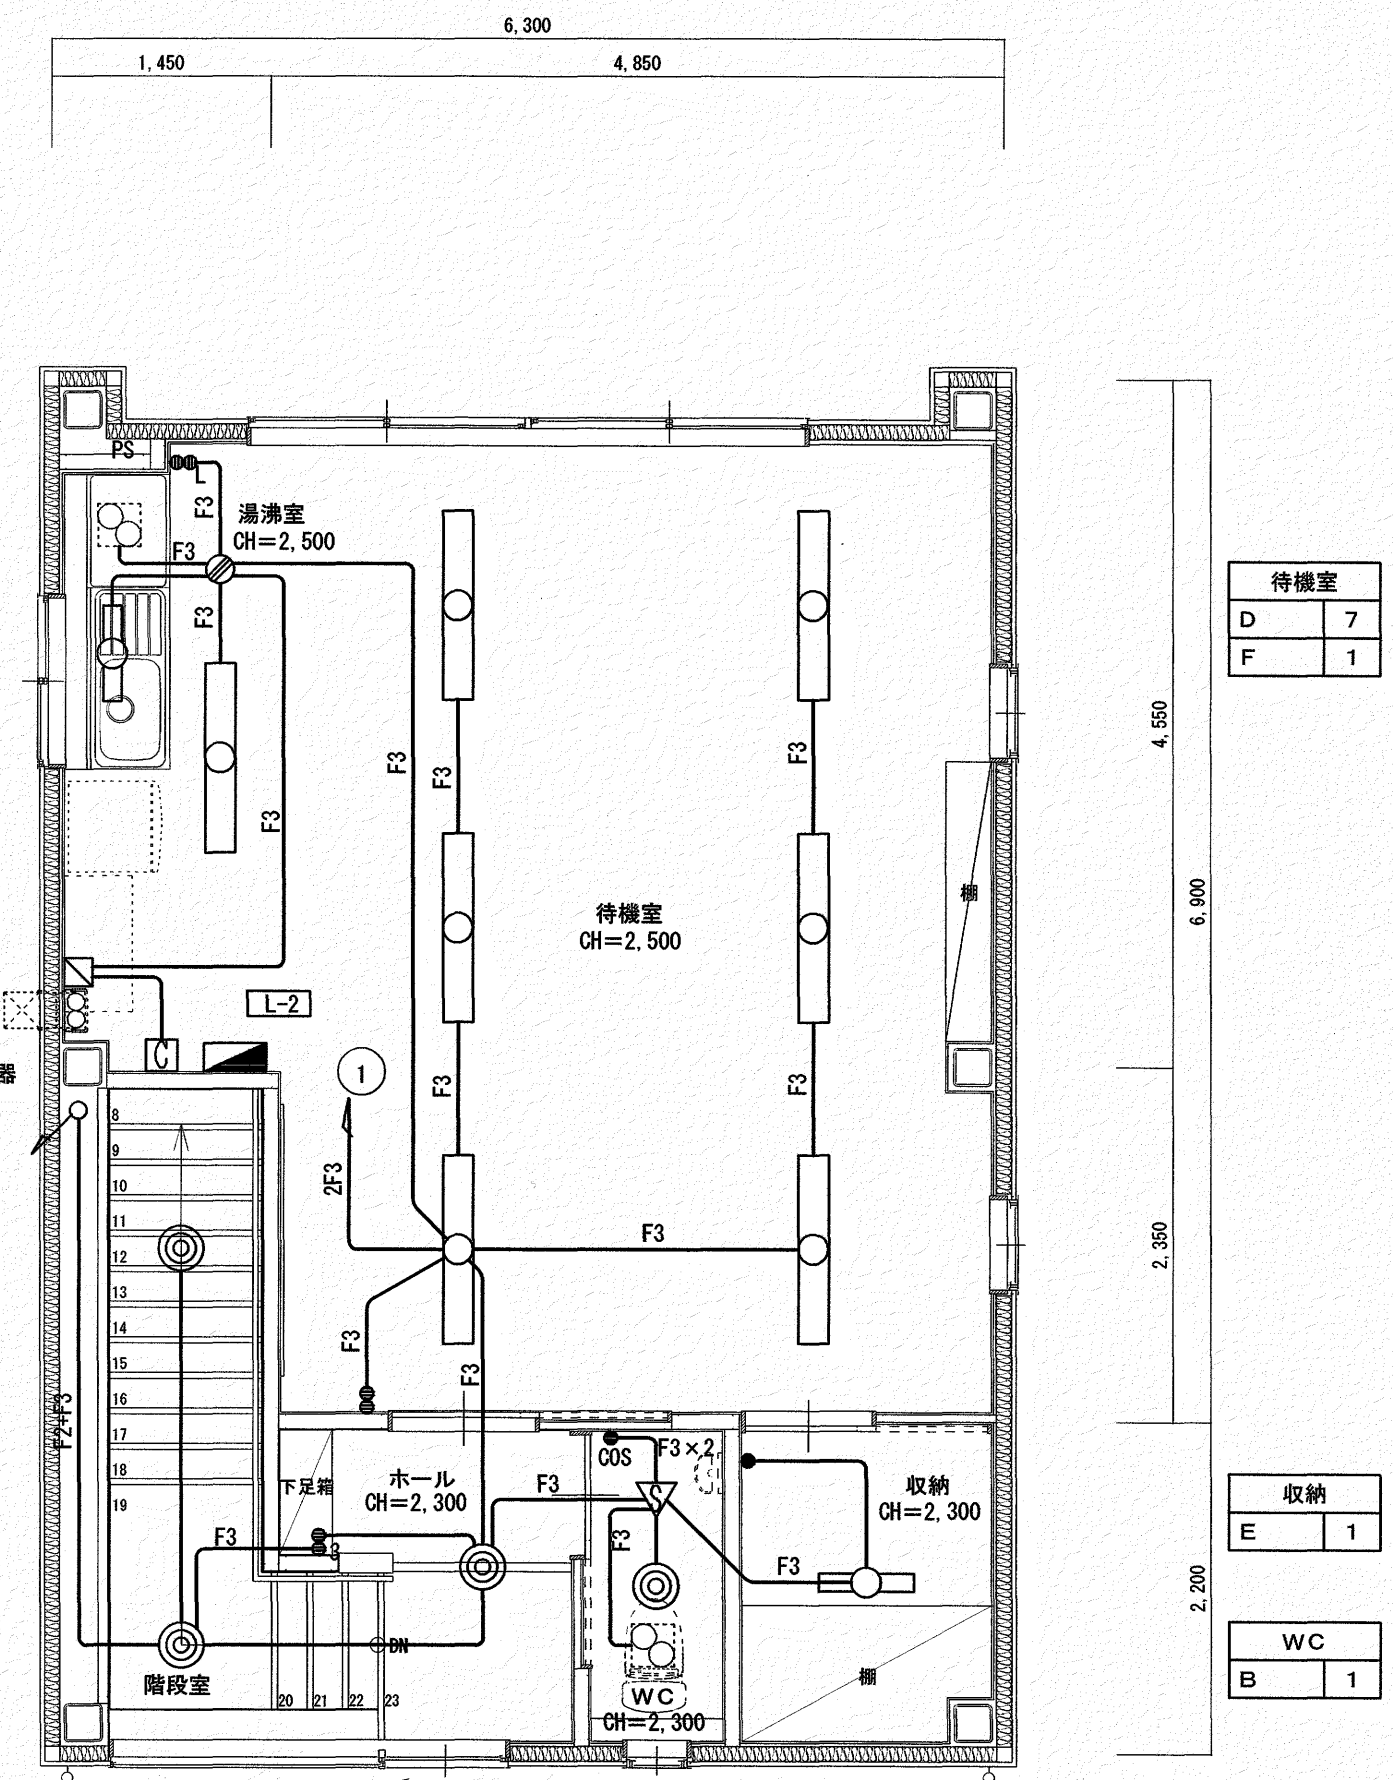 6,300
1,450
4,850
PS
L
F3
湯沸室
CH=2,500
F3
F3
待機室
D 7
F 1
4,550
F3
F3
F3
F3
6,900
棚
待機室
CH=2,500
L-2
C
器
1
F3
F3
8
9
10
11
12
13
14
15
16
17
18
19
2F3
F3
2,350
F3
F3
F2+F3
COS
F3×2
S
下足箱
ホール
CH=2,300
F3
収納
CH=2,300
収納
E 1
F3
3
F3
F3
2,200
DN
階段室
棚
WC
B 1
20
21
22
23
WC
CH=2,300